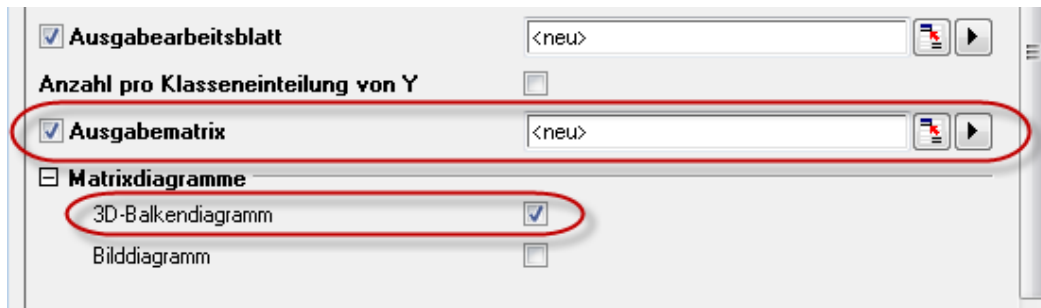 Ausgabearbeitsblatt <neu>
Anzahl pro Klasseneinteilung von Y
Ausgabematrix <neu>
Matrixdiagramme
3D-Balkendiagramm
Bilddiagramm